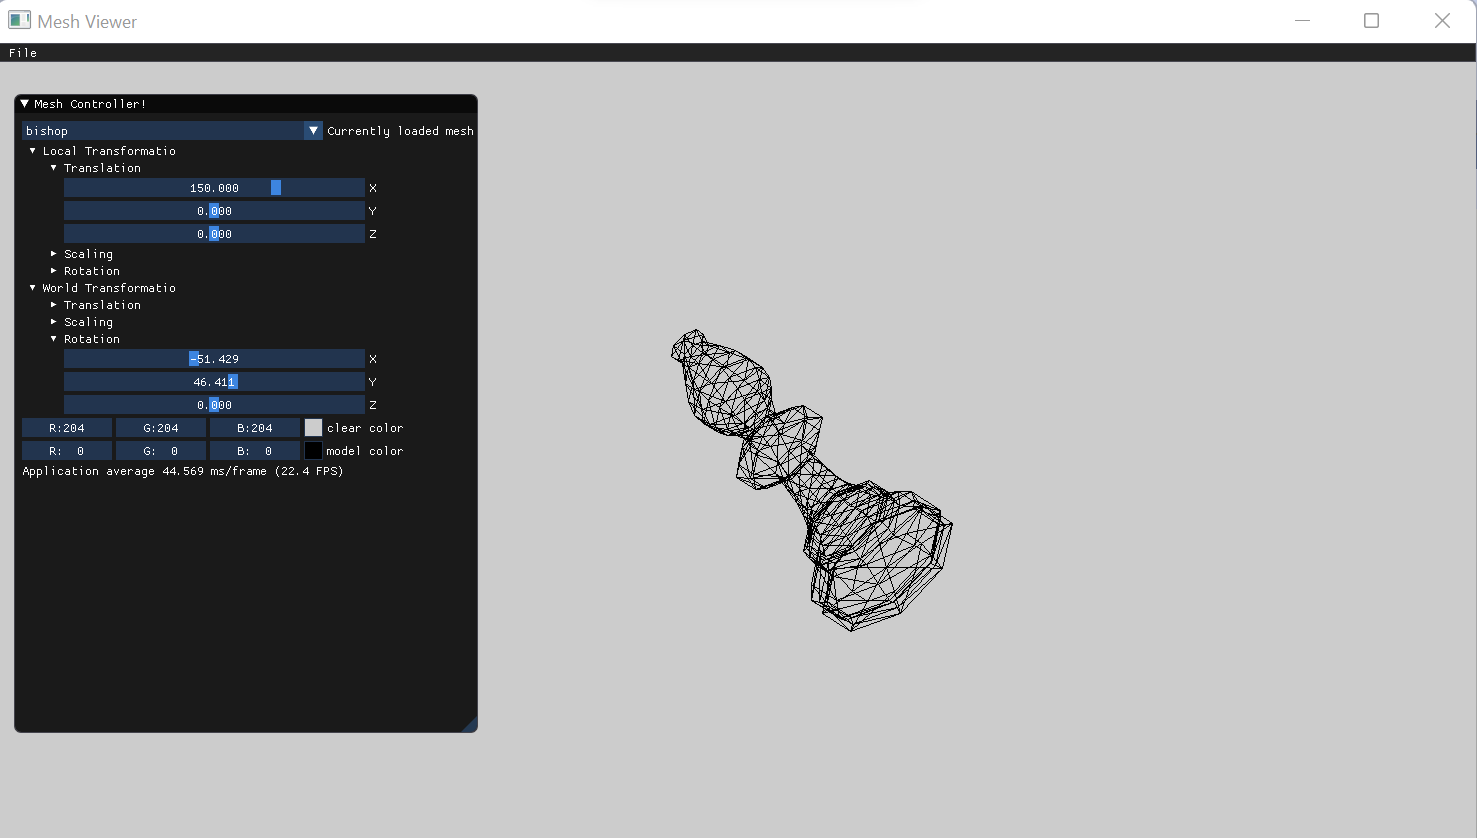 Mesh Viewer
File
Mesh Controller!
bishop Currently loaded mesh
Local Transformatio
Translation
150.000 X
0.000 Y
0.000 Z
Scaling
Rotation
World Transformatio
Translation
Scaling
Rotation
-51.429 X
46.411 Y
0.000 Z
R:204 G:204 B:204 clear color
R: 0 G: 0 B: 0 model color
Application average 44.569 ms/frame (22.4 FPS)